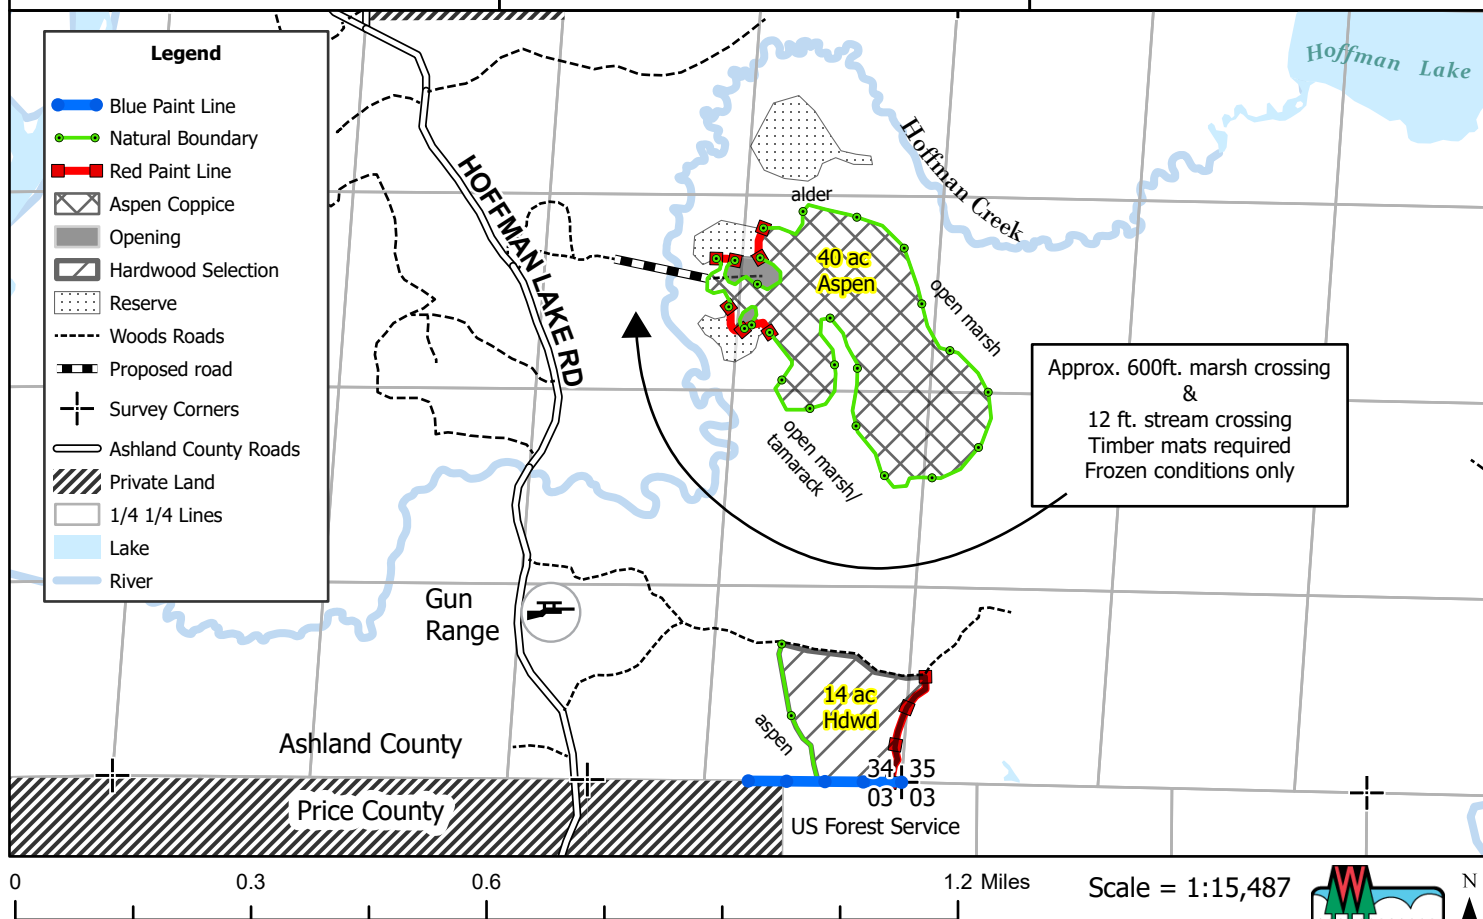 Legend
Blue Paint Line
Natural Boundary
Red Paint Line
Aspen Coppice
Opening
Hardwood Selection
Reserve
Woods Roads
Proposed road
Survey Corners
Ashland County Roads
Private Land
1/4 1/4 Lines
Lake
River
HOFFMAN LAKE RD
Hoffman Creek
Hoffman Lake
alder
40 ac
Aspen
open marsh
open marsh/
tamarack
Approx. 600ft. marsh crossing
&
12 ft. stream crossing
Timber mats required
Frozen conditions only
Gun
Range
14 ac
Hdwd
aspen
Ashland County
Price County
34 35
03 03
US Forest Service
0 0.3 0.6 1.2 Miles
Scale = 1:15,487
W
N